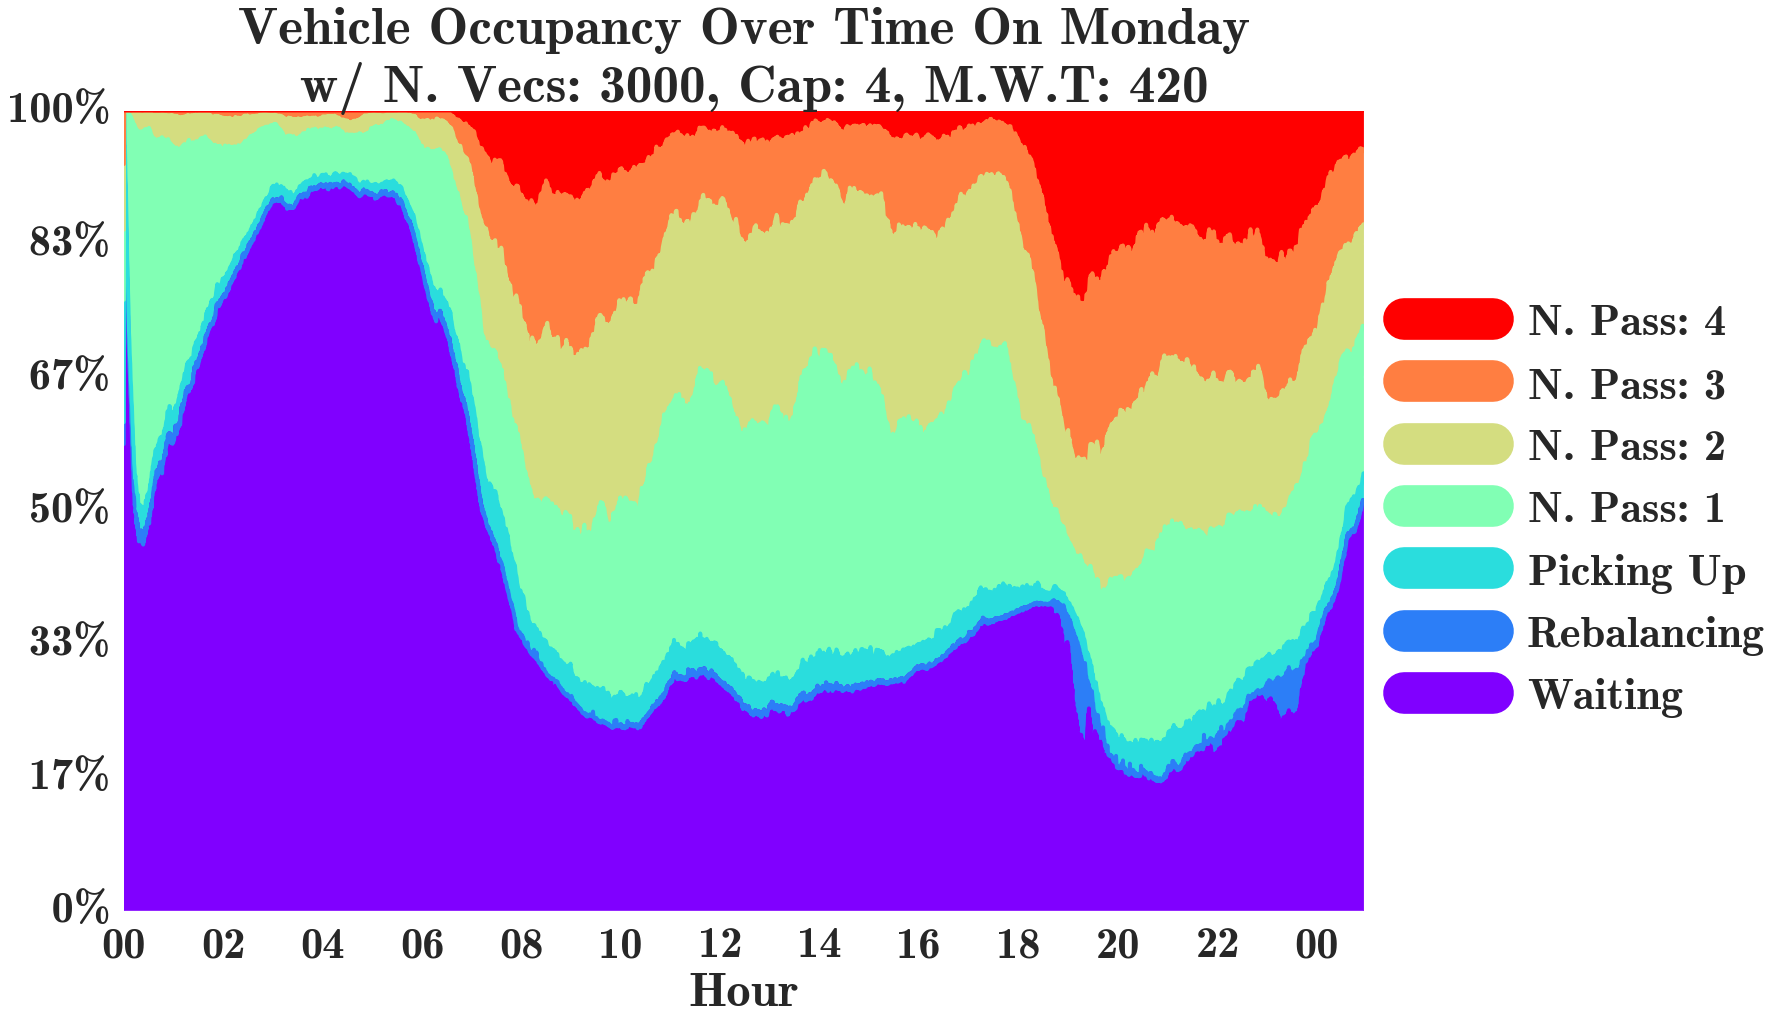 Vehicle Occupancy Over Time On Monday
w/ N. Vecs: 3000, Cap: 4, M.W.T: 420
100%
83%
67%
50%
33%
17%
0%
00 02 04 06 08 10 12 14 16 18 20 22 00
Hour
N. Pass: 4
N. Pass: 3
N. Pass: 2
N. Pass: 1
Picking Up
Rebalancing
Waiting